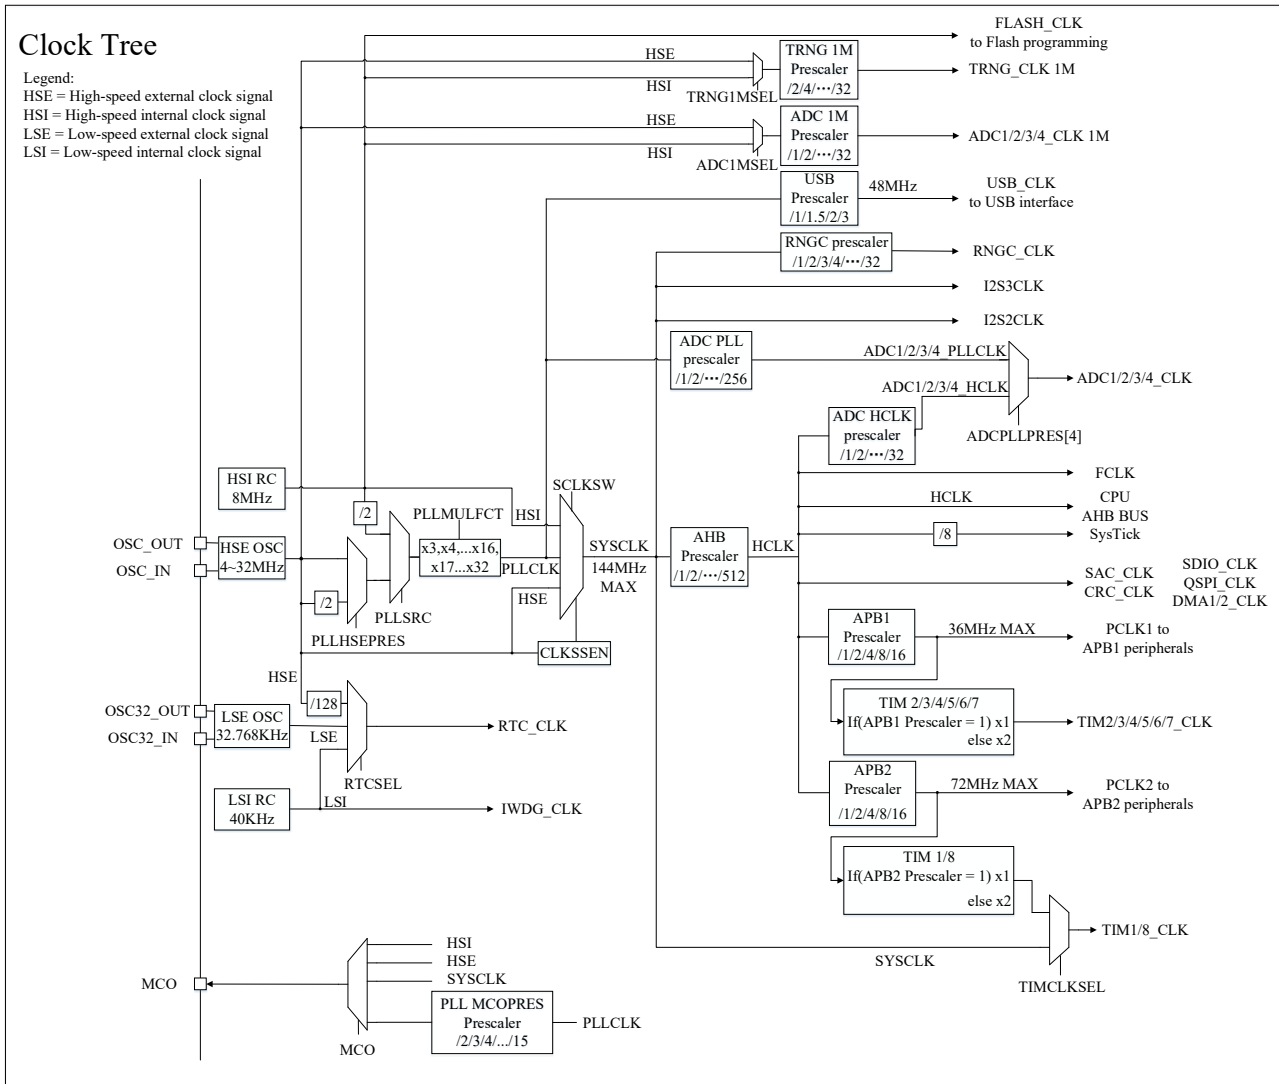 Clock Tree
Legend:
HSE = High-speed external clock signal
HSI = High-speed internal clock signal
LSE = Low-speed external clock signal
LSI = Low-speed internal clock signal
FLASH_CLK
to Flash programming
HSE
HSI
TRNG1MSEL
TRNG 1M
Prescaler
/2/4/···/32
TRNG_CLK 1M
HSE
HSI
ADC1MSEL
ADC 1M
Prescaler
/1/2/···/32
ADC1/2/3/4_CLK 1M
USB
Prescaler
/1/1.5/2/3
48MHz
USB_CLK
to USB interface
RNGC prescaler
/1/2/3/4/···/32
RNGC_CLK
I2S3CLK
I2S2CLK
ADC PLL
prescaler
/1/2/···/256
ADC1/2/3/4_PLLCLK
ADC1/2/3/4_HCLK
ADC1/2/3/4_CLK
ADCPLLPRES[4]
ADC HCLK
prescaler
/1/2/···/32
HSI RC
8MHz
FCLK
HCLK
CPU
AHB BUS
/8
SysTick
OSC_OUT
OSC_IN
HSE OSC
4~32MHz
/2
/2
PLLHSEPRES
PLLSRC
PLLMULFCT
x3,x4,...x16,
x17...x32
PLLCLK
SCLKSW
HSI
HSE
CLKSSEN
SYSCLK
144MHz
MAX
AHB
Prescaler
/1/2/···/512
HCLK
SAC_CLK
CRC_CLK
SDIO_CLK
QSPI_CLK
DMA1/2_CLK
APB1
Prescaler
/1/2/4/8/16
36MHz MAX
PCLK1 to
APB1 peripherals
HSE
/128
OSC32_OUT
OSC32_IN
LSE OSC
32.768KHz
LSE
RTCSEL
RTC_CLK
TIM 2/3/4/5/6/7
If(APB1 Prescaler = 1) x1
else x2
TIM2/3/4/5/6/7_CLK
LSI RC
40KHz
LSI
IWDG_CLK
APB2
Prescaler
/1/2/4/8/16
72MHz MAX
PCLK2 to
APB2 peripherals
TIM 1/8
If(APB2 Prescaler = 1) x1
else x2
TIM1/8_CLK
SYSCLK
TIMCLKSEL
MCO
HSI
HSE
SYSCLK
PLL MCOPRES
Prescaler
/2/3/4/.../15
PLLCLK
MCO